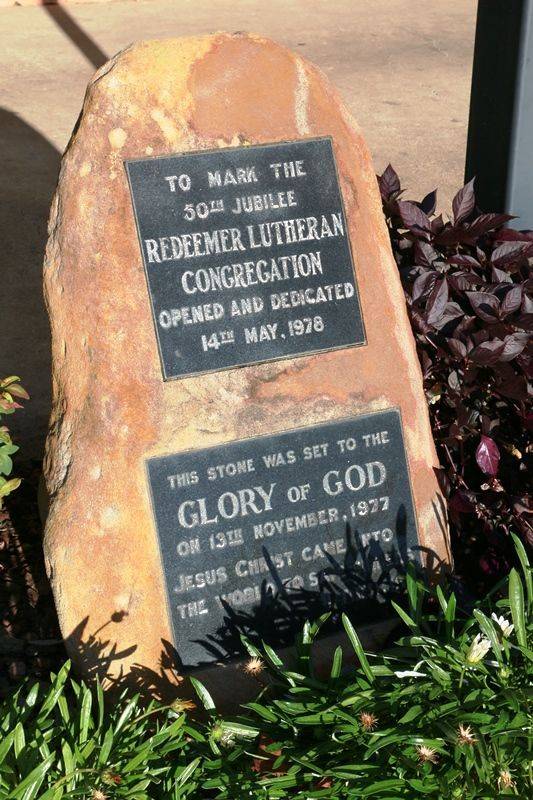 TO MARK THE
50TH JUBILEE
REDEEMER LUTHERAN
CONGREGATION
OPENED AND DEDICATED
14TH MAY, 1978
THIS STONE WAS SET TO THE
GLORY OF GOD
ON 13TH NOVEMBER, 1977
JESUS CHRIST CAME INTO
THE WORLD TO